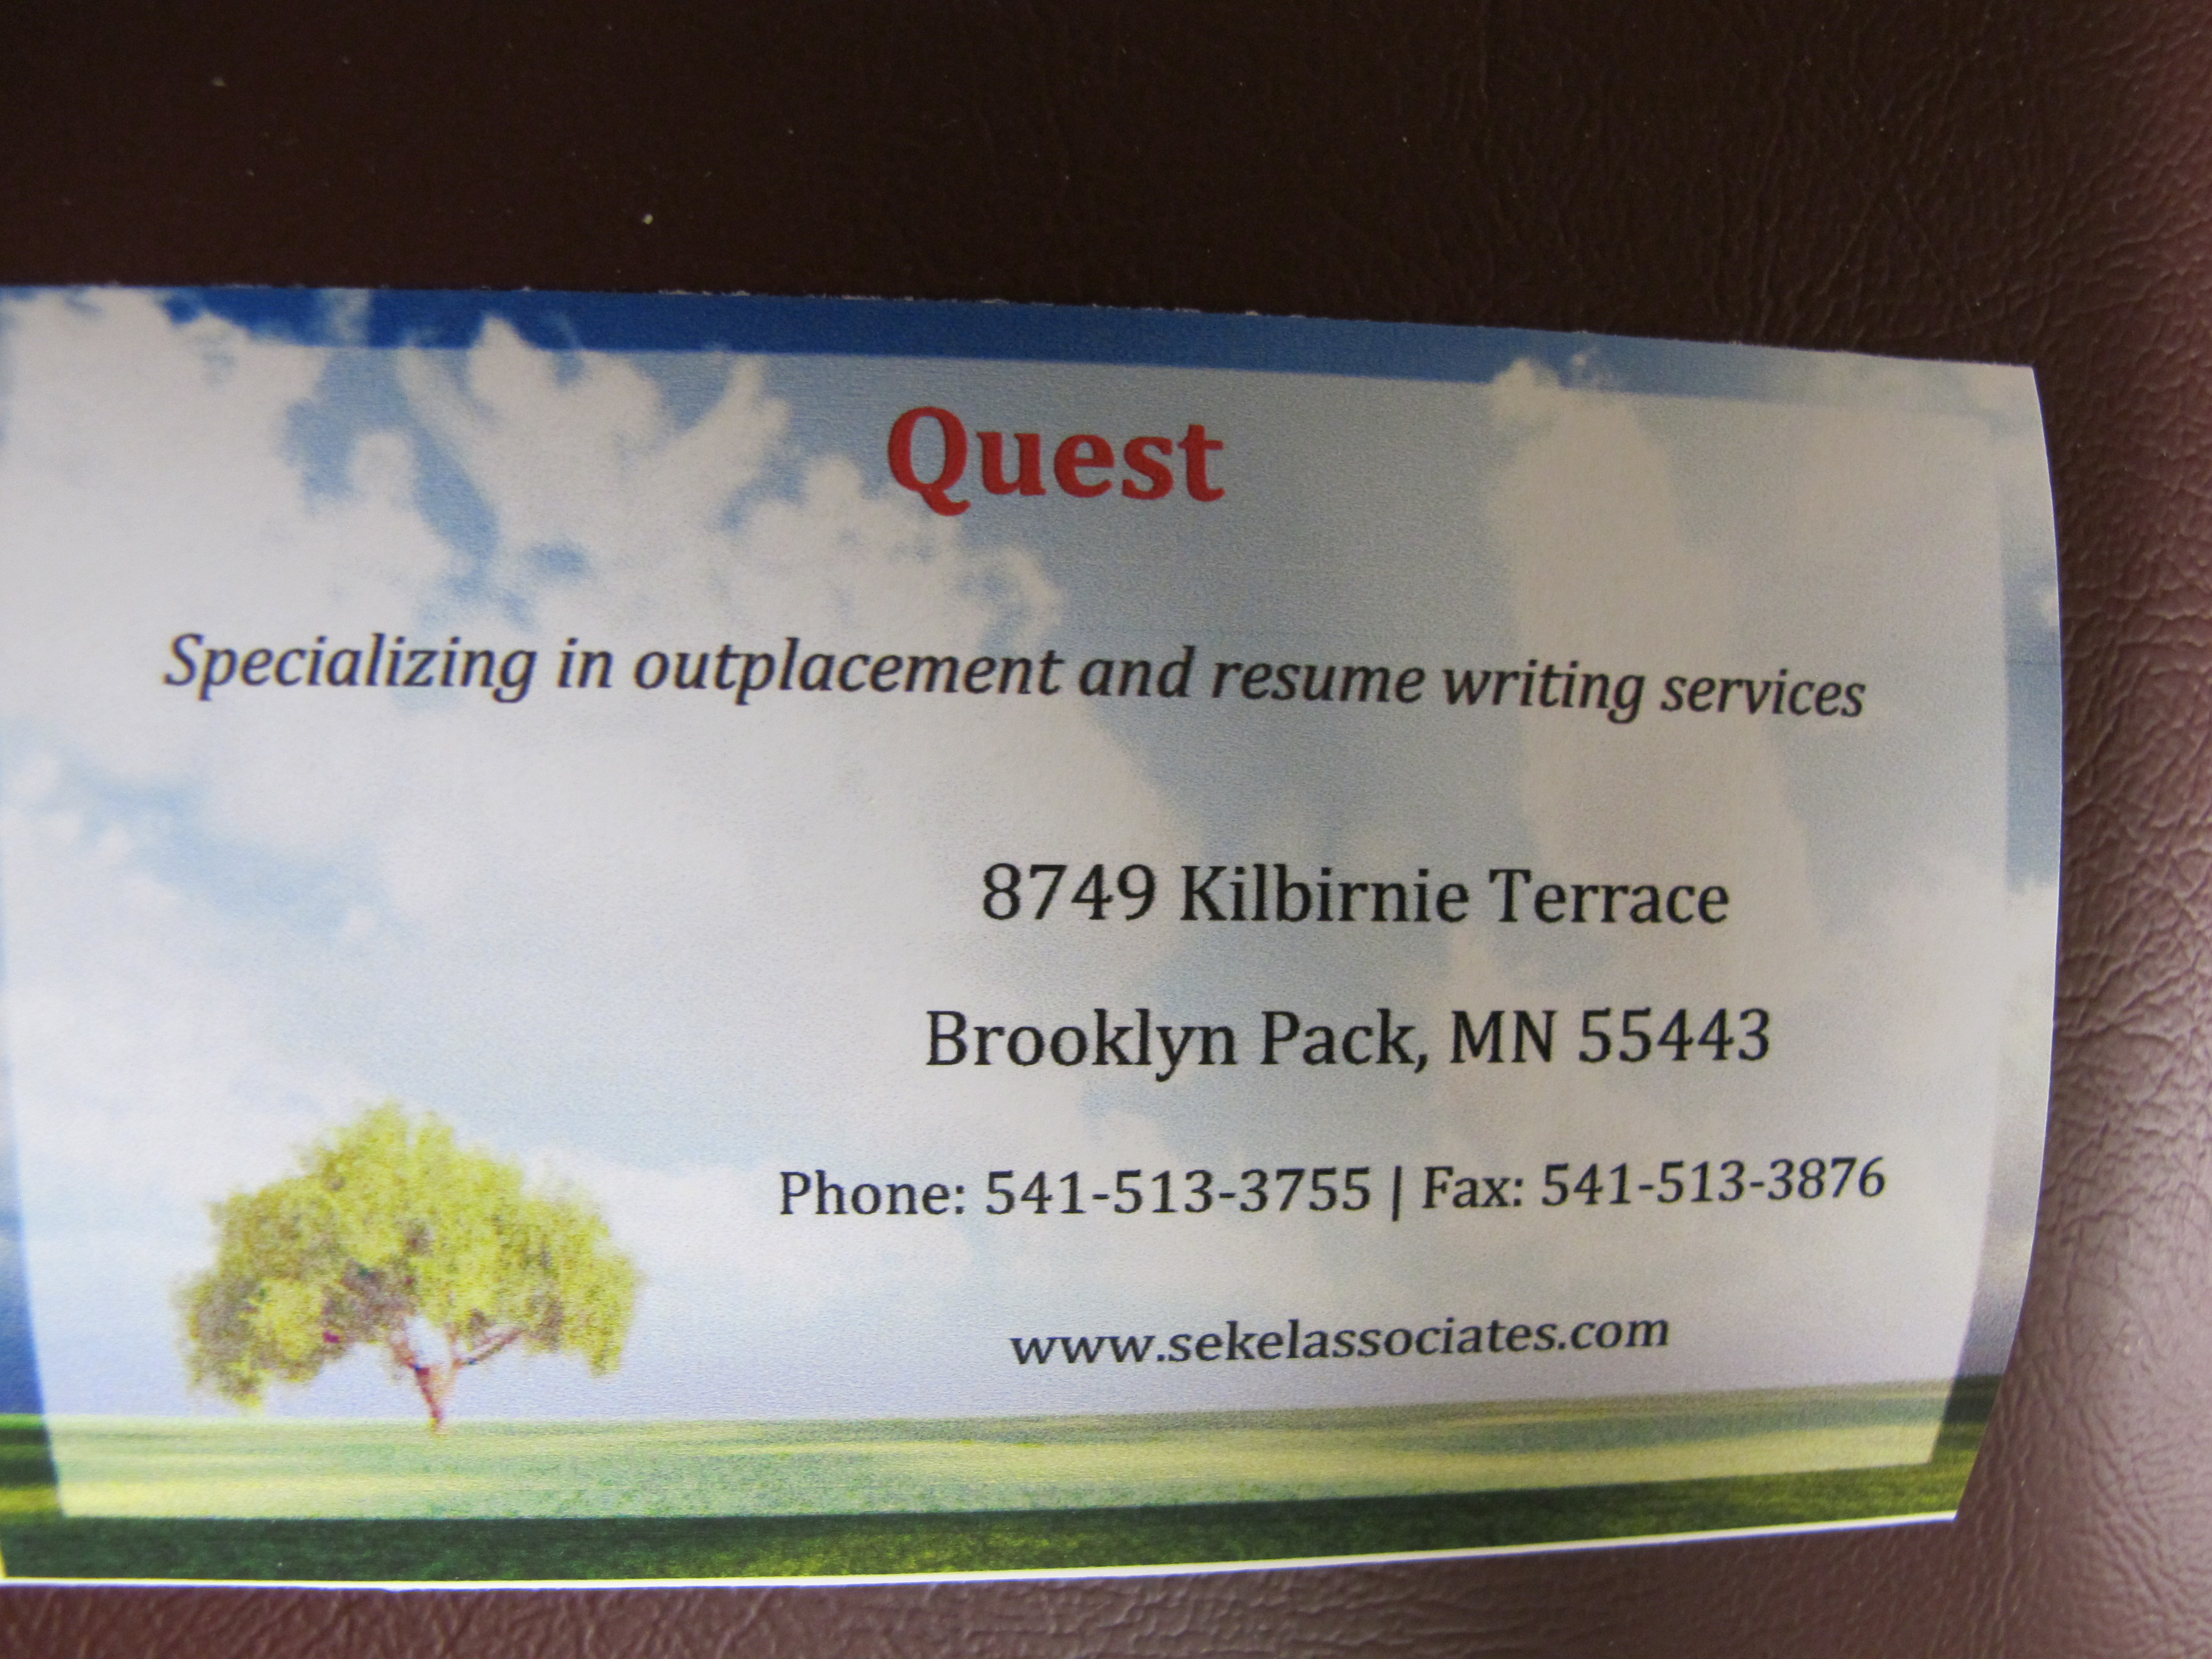 Quest
Specializing in outplacement and resume writing services
8749 Kilbirnie Terrace
Brooklyn Pack, MN 55443
Phone: 541-513-3755 | Fax: 541-513-3876
www.sekelassociates.com